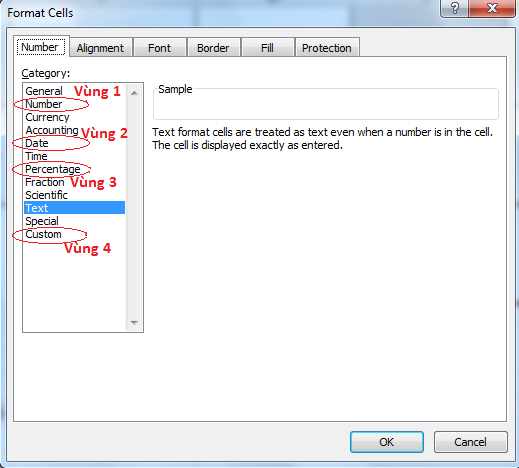 Format Cells
?
Number Alignment Font Border Fill Protection
Category:
General
Vùng 1
Number
Currency
Accounting
Vùng 2
Date
Time
Percentage
Fraction
Vùng 3
Scientific
Text
Special
Custom
Vùng 4
Sample
Text format cells are treated as text even when a number is in the cell.
The cell is displayed exactly as entered.
OK Cancel